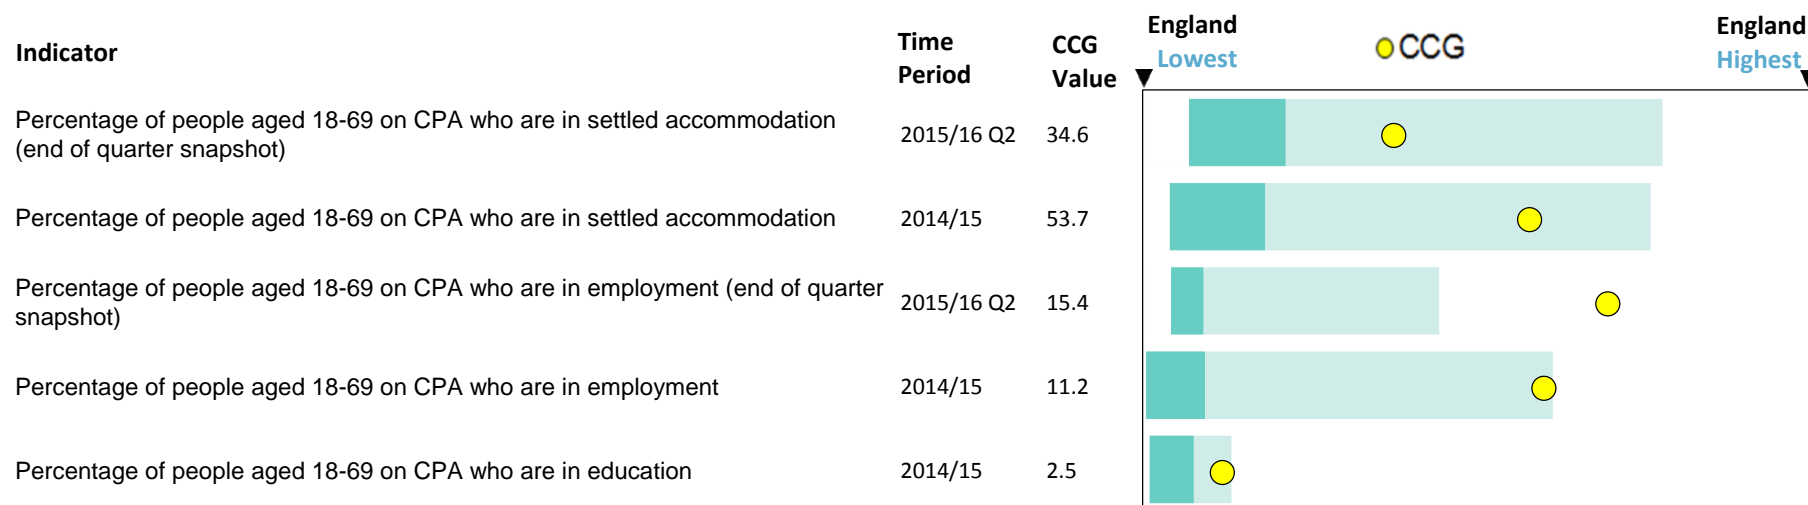 Indicator
Time
Period
CCG
Value
England
Lowest
CCG
England
Highest
Percentage of people aged 18-69 on CPA who are in settled accommodation
(end of quarter snapshot)
2015/16 Q2
34.6
Percentage of people aged 18-69 on CPA who are in settled accommodation
2014/15
53.7
Percentage of people aged 18-69 on CPA who are in employment (end of quarter
snapshot)
2015/16 Q2
15.4
Percentage of people aged 18-69 on CPA who are in employment
2014/15
11.2
Percentage of people aged 18-69 on CPA who are in education
2014/15
2.5